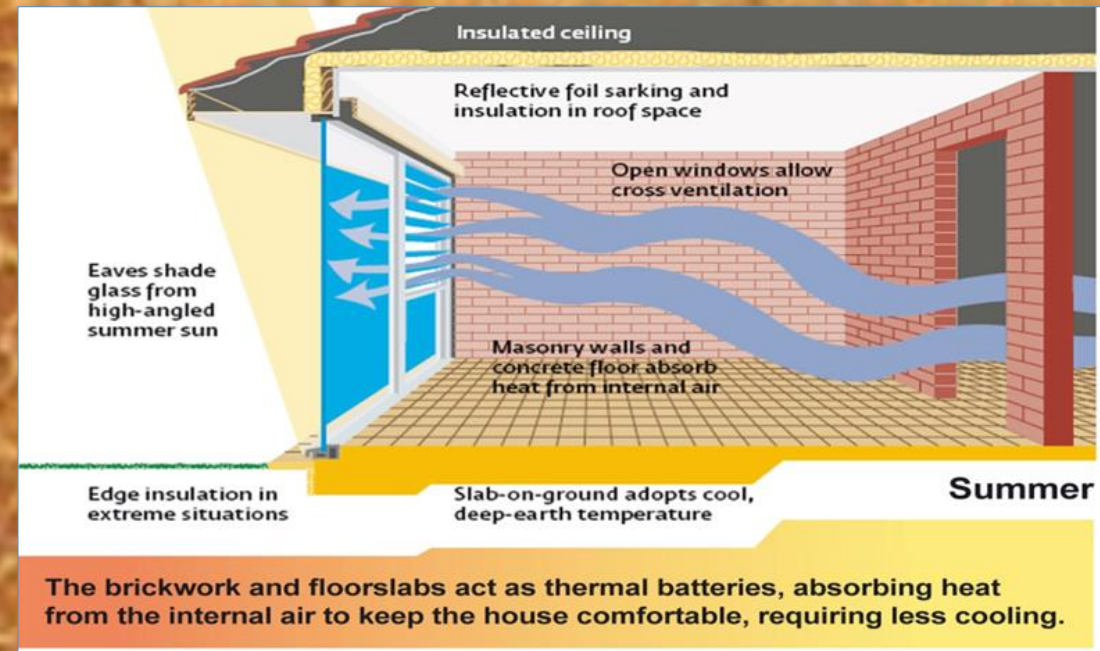 Insulated ceiling
Reflective foil sarking and
insulation in roof space
Open windows allow
cross ventilation
Eaves shade
glass from
high-angled
summer sun
Masonry walls and
concrete floor absorb
heat from internal air
Edge insulation in
extreme situations
Slab-on-ground adopts cool,
deep-earth temperature
Summer
The brickwork and floorslabs act as thermal batteries, absorbing heat
from the internal air to keep the house comfortable, requiring less cooling.